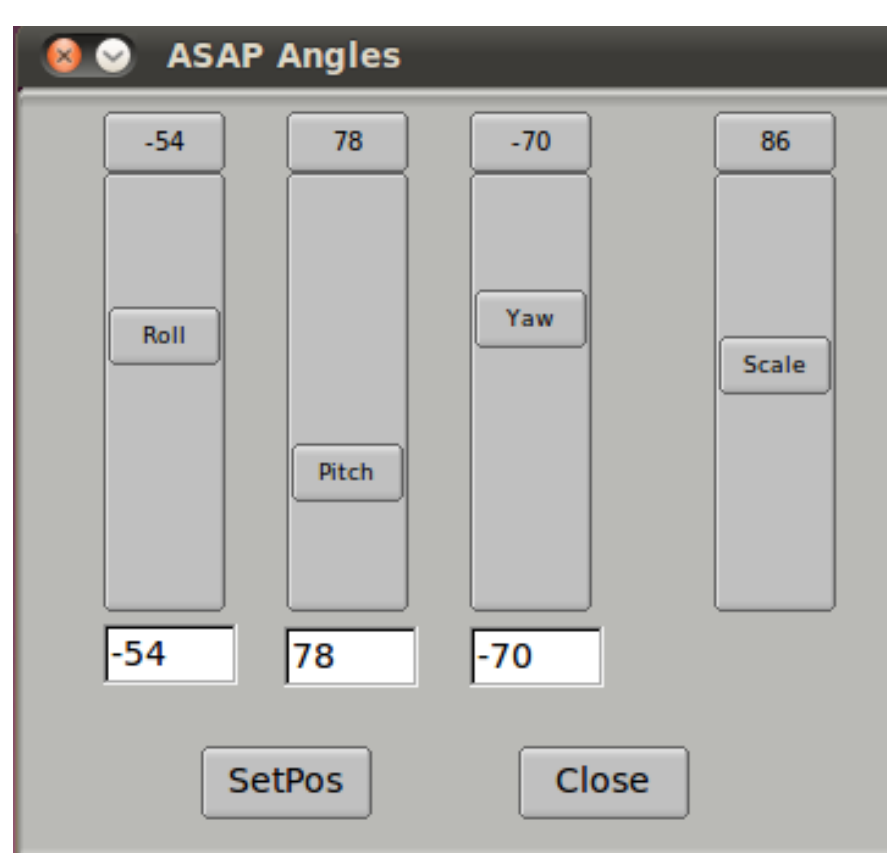 ASAP Angles
-54 78 -70 86
Roll
Yaw
Scale
Pitch
-54 78 -70
SetPos Close